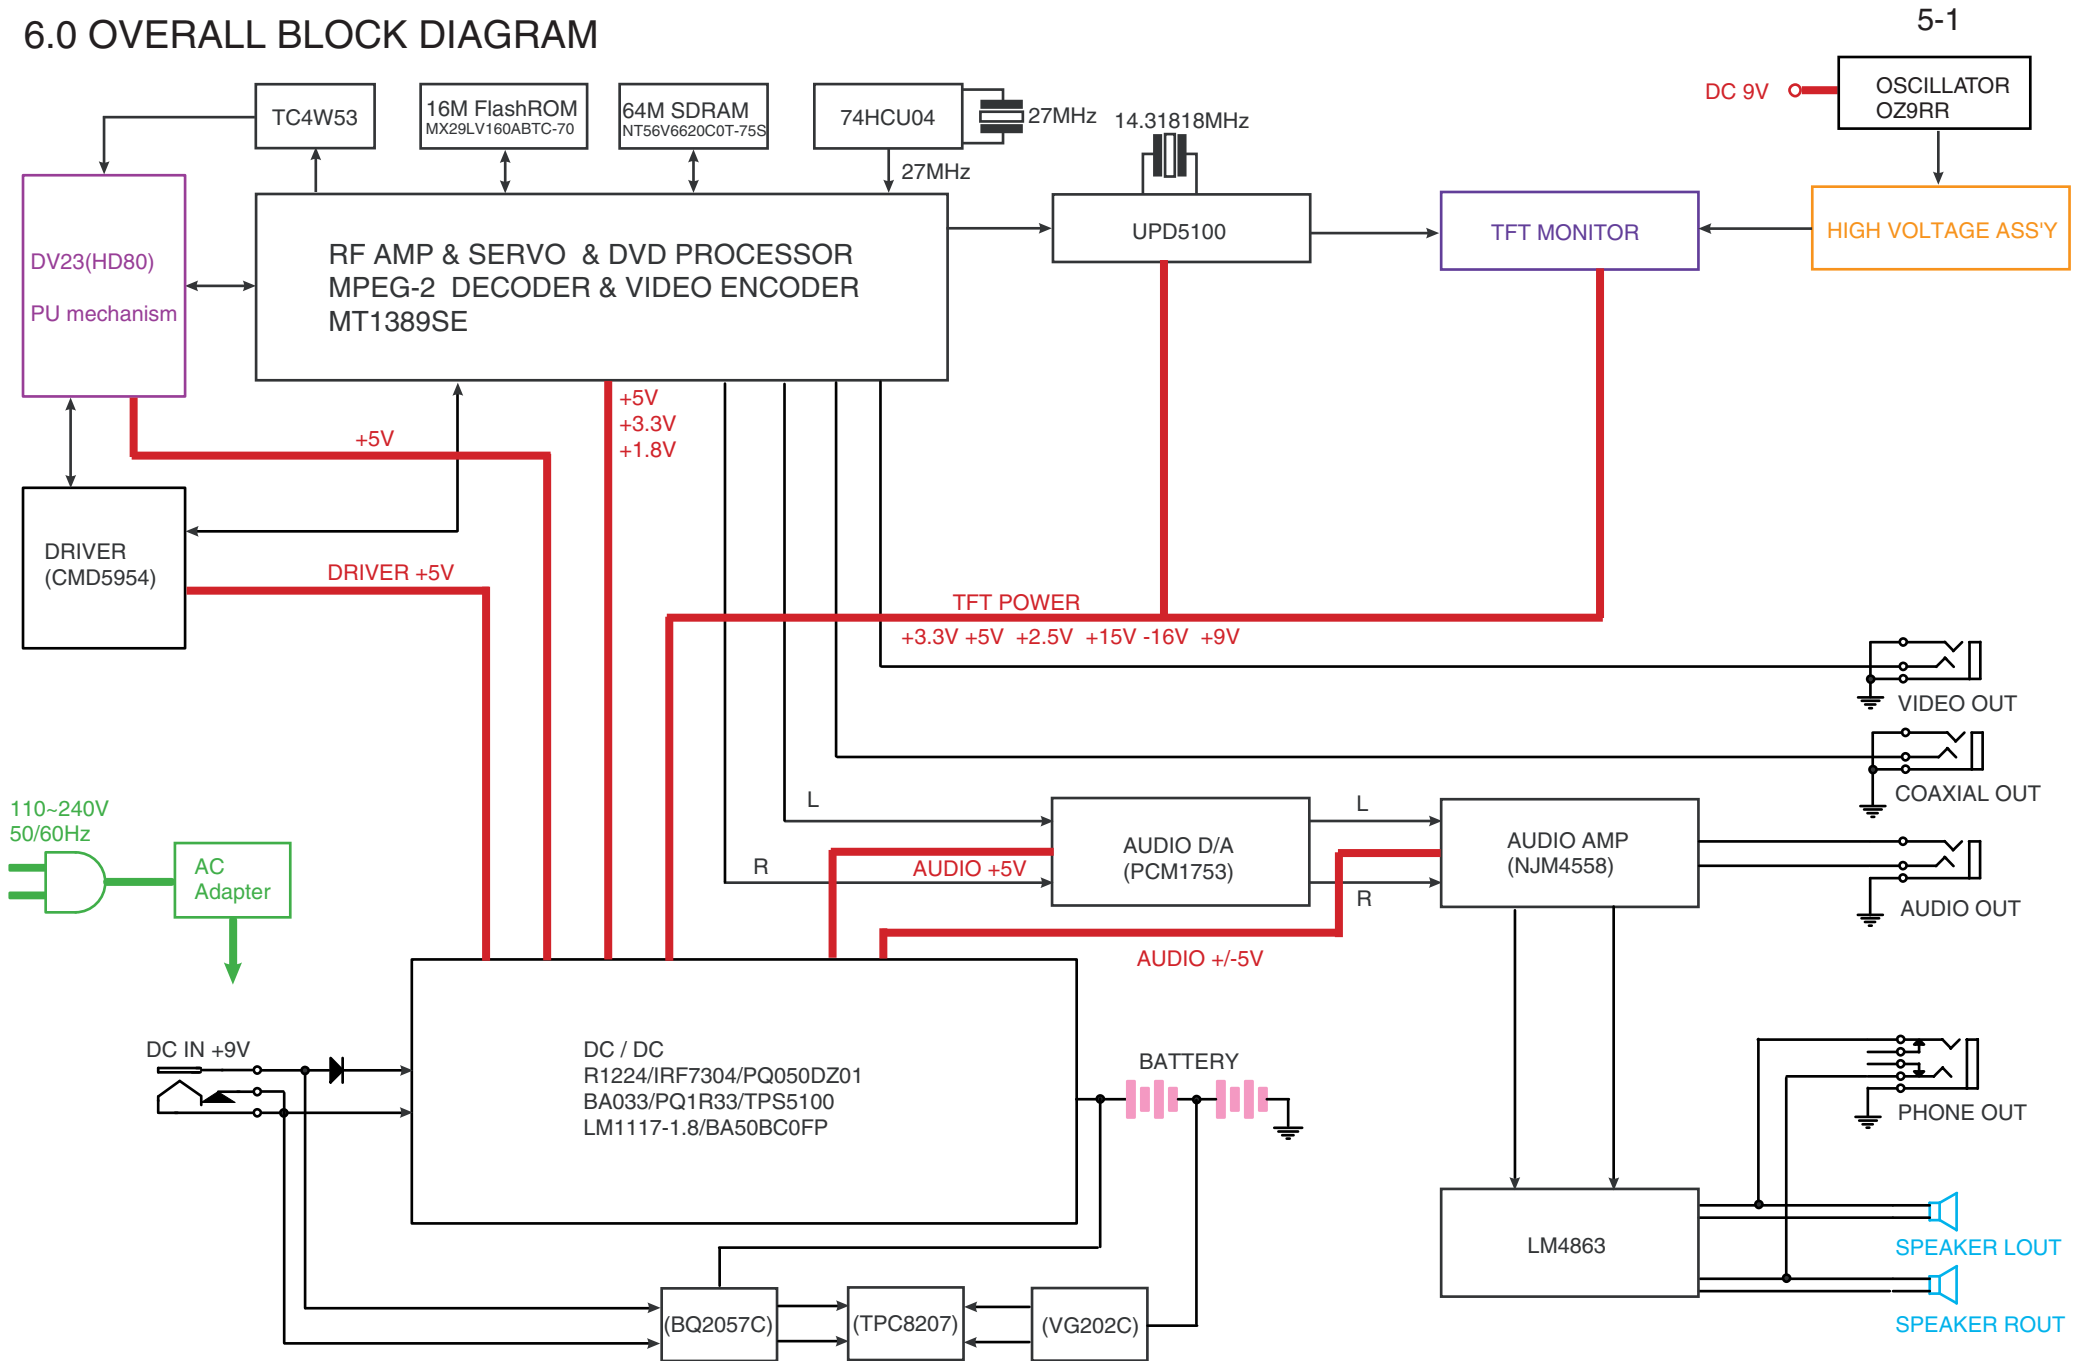 6.0 OVERALL BLOCK DIAGRAM
5-1
TC4W53
16M FlashROM
MX29LV160ABTC-70
64M SDRAM
NT56V6620C0T-75S
74HCU04
27MHz
14.31818MHz
27MHz
DC 9V
OSCILLATOR
OZ9RR
DV23(HD80)
PU mechanism
RF AMP & SERVO & DVD PROCESSOR
MPEG-2 DECODER & VIDEO ENCODER
MT1389SE
UPD5100
TFT MONITOR
HIGH VOLTAGE ASS'Y
+5V
+5V
+3.3V
+1.8V
DRIVER
(CMD5954)
DRIVER +5V
TFT POWER
+3.3V +5V +2.5V +15V -16V +9V
VIDEO OUT
COAXIAL OUT
110~240V
50/60Hz
AC
Adapter
L
R
AUDIO +5V
AUDIO D/A
(PCM1753)
L
R
AUDIO AMP
(NJM4558)
AUDIO OUT
AUDIO +/-5V
DC IN +9V
DC / DC
R1224/IRF7304/PQ050DZ01
BA033/PQ1R33/TPS5100
LM1117-1.8/BA50BC0FP
BATTERY
PHONE OUT
LM4863
SPEAKER LOUT
SPEAKER ROUT
(BQ2057C)
(TPC8207)
(VG202C)